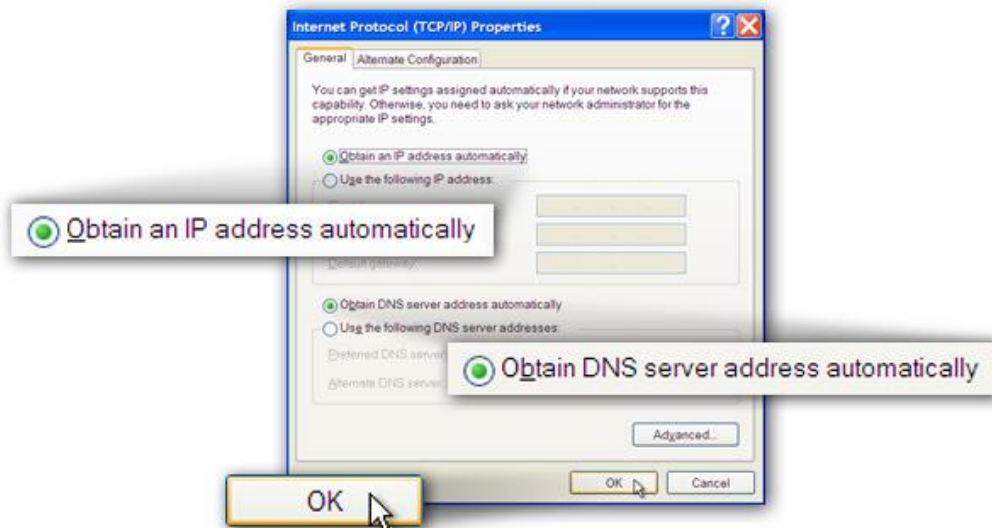 Internet Protocol (TCP/IP) Properties
General Alternate Configuration
You can get IP settings assigned automatically if your network supports this
capability. Otherwise, you need to ask your network administrator for the
appropriate IP settings.
Obtain an IP address automatically
Use the following IP address:
Obtain an IP address automatically
Default gateway:
Obtain DNS server address automatically
Use the following DNS server addresses:
Preferred DNS server
Obtain DNS server address automatically
Alternate DNS server:
Advanced...
OK Cancel
OK